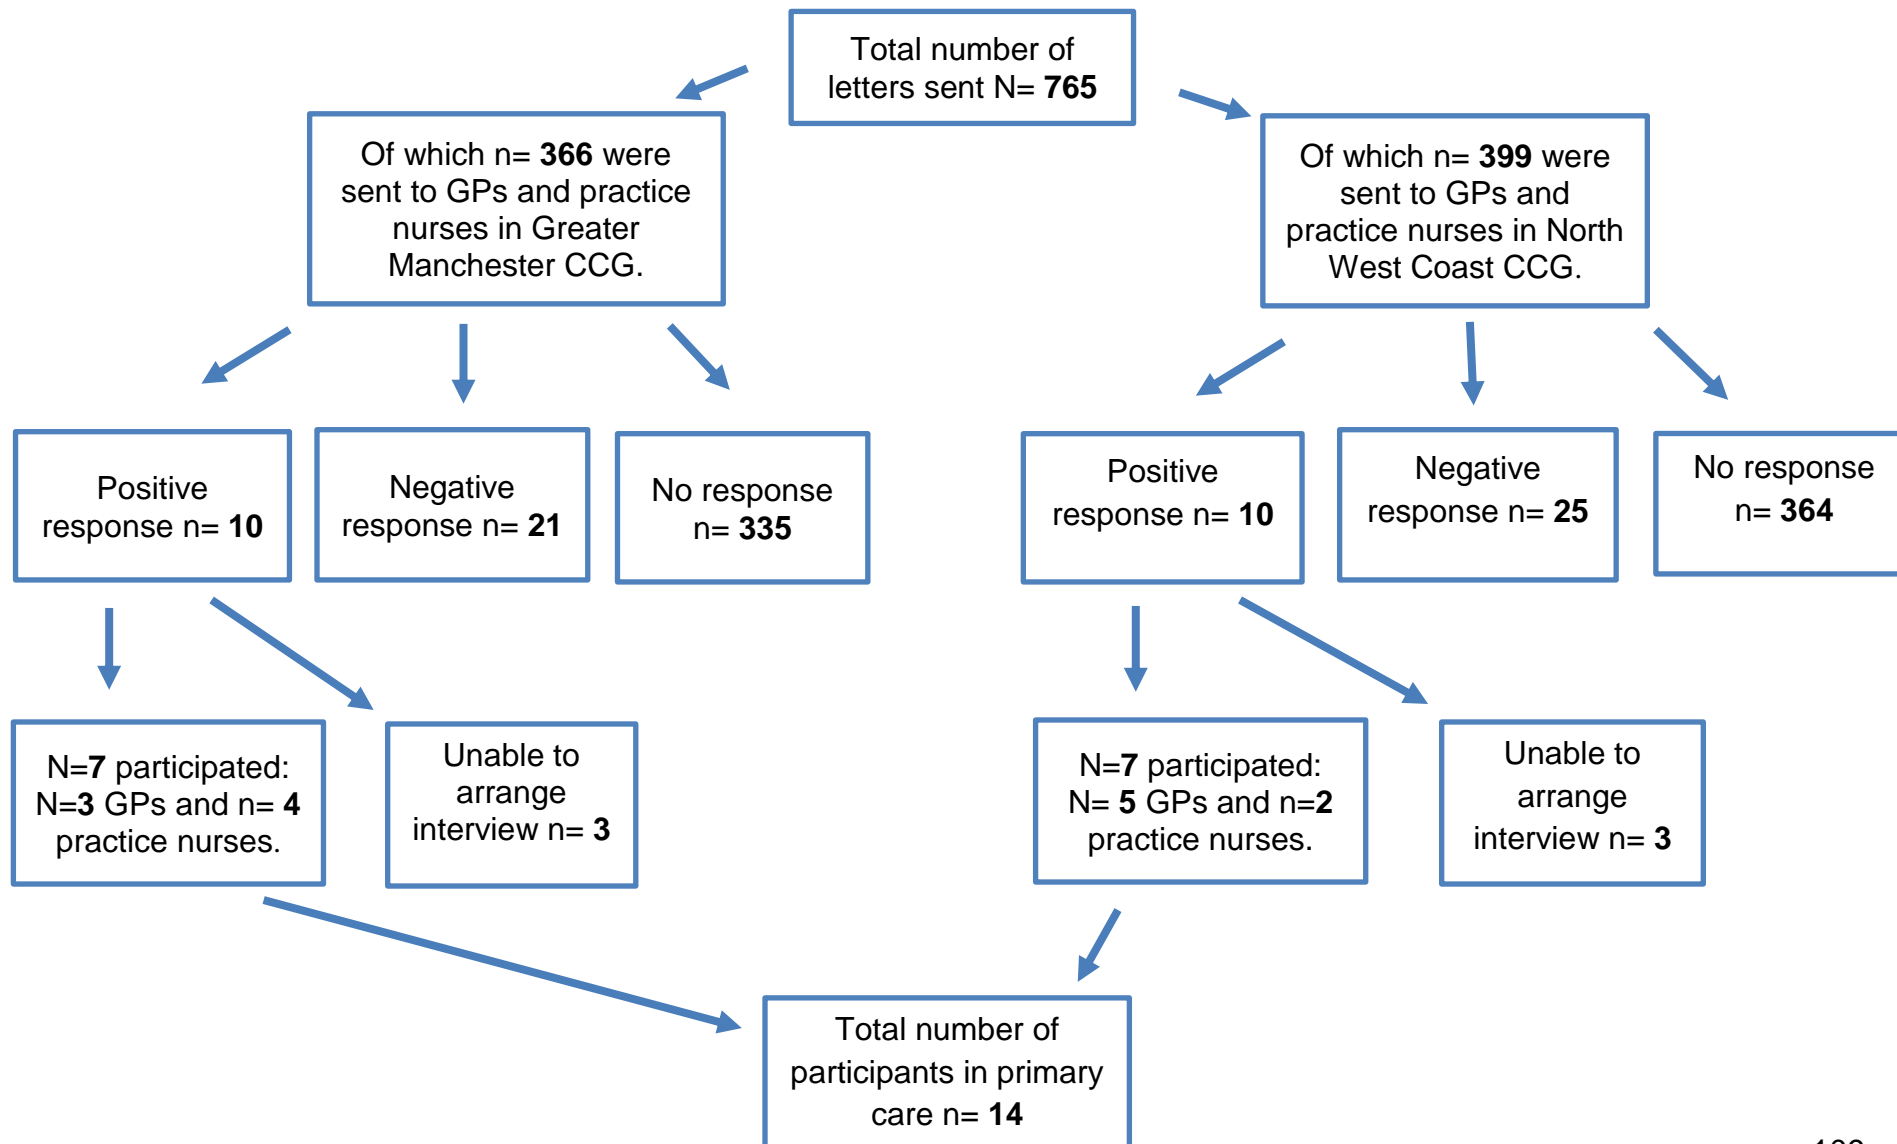 Total number of
letters sent N= 765
Of which n= 366 were
sent to GPs and practice
nurses in Greater
Manchester CCG.
Of which n= 399 were
sent to GPs and
practice nurses in North
West Coast CCG.
Positive
response n= 10
Negative
response n= 21
No response
n= 335
Positive
response n= 10
Negative
response n= 25
No response
n= 364
N=7 participated:
N=3 GPs and n= 4
practice nurses.
Unable to
arrange
interview n= 3
N=7 participated:
N= 5 GPs and n=2
practice nurses.
Unable to
arrange
interview n= 3
Total number of
participants in primary
care n= 14